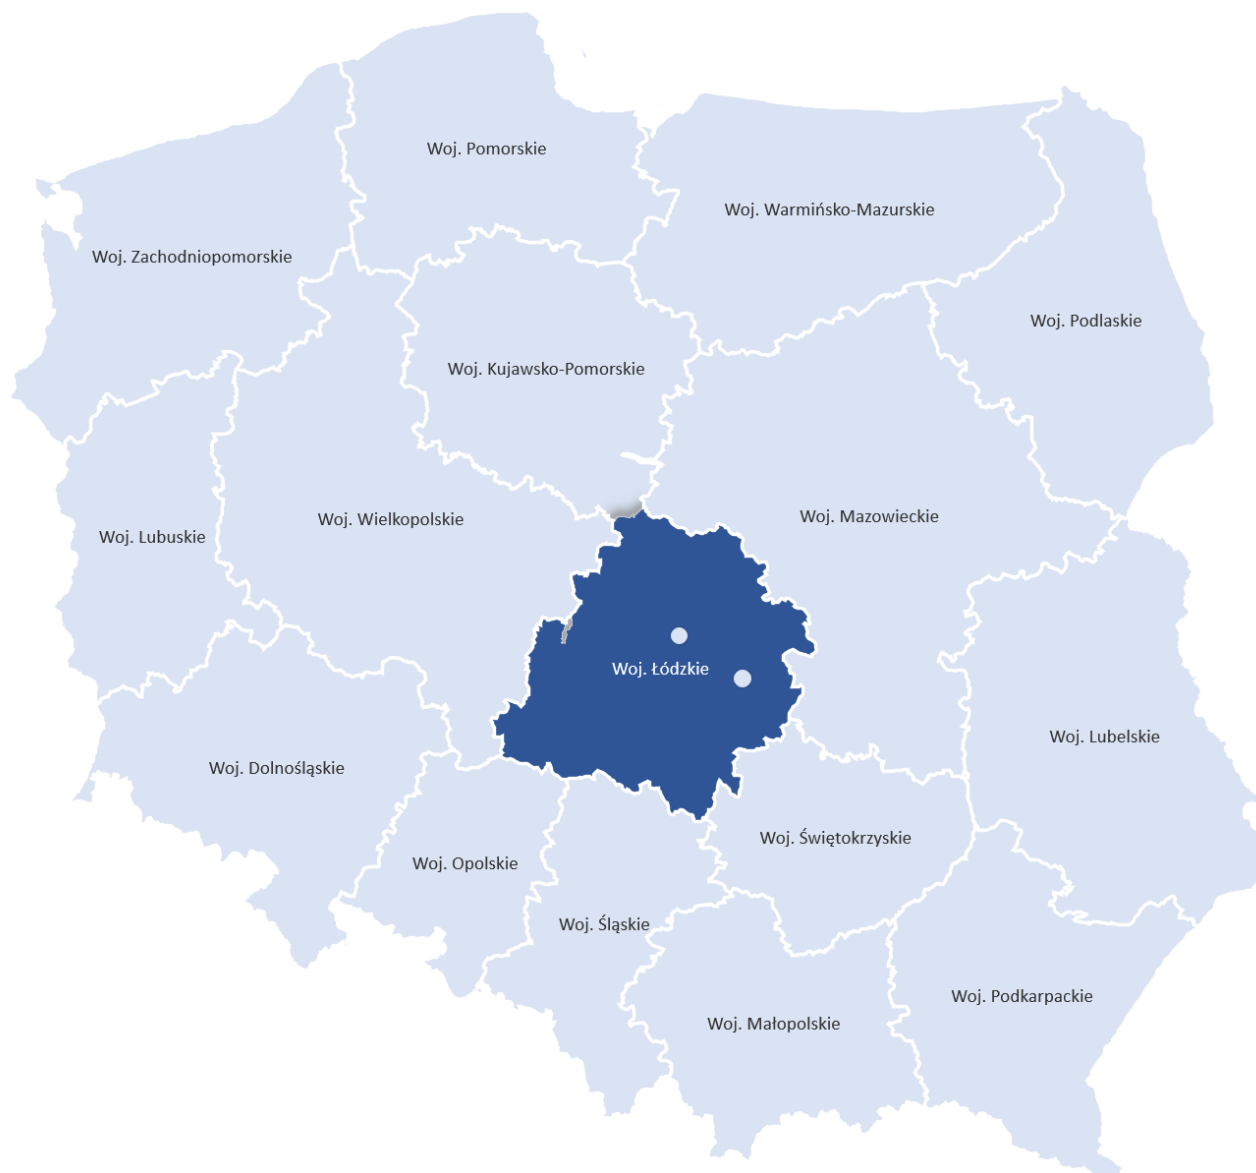 Woj. Pomorskie
Woj. Warmińsko-Mazurskie
Woj. Zachodniopomorskie
Woj. Podlaskie
Woj. Kujawsko-Pomorskie
Woj. Wielkopolskie
Woj. Mazowieckie
Woj. Lubuskie
Woj. Łódzkie
Woj. Lubelskie
Woj. Dolnośląskie
Woj. Świętokrzyskie
Woj. Opolskie
Woj. Śląskie
Woj. Podkarpackie
Woj. Małopolskie